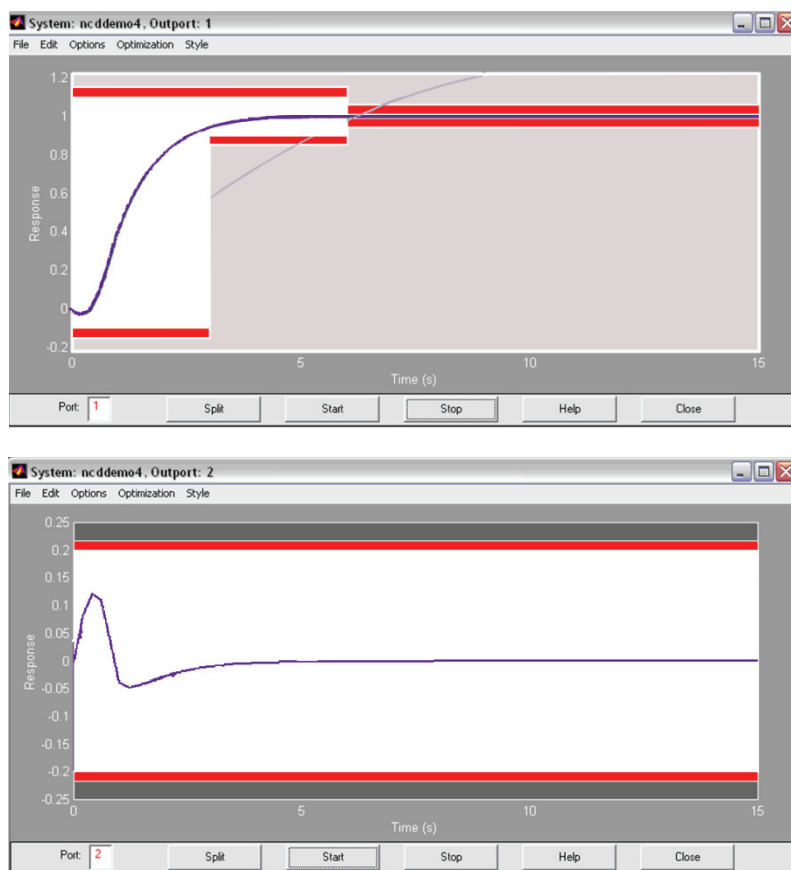 System: ncddemo4, Outport: 1
File Edit Options Optimization Style
1.2
1
0.8
0.6
0.4
0.2
0
-0.2
Response
0 5 10 15
Time (s)
Port: 1 Split Start Stop Help Close
System: ncddemo4, Outport: 2
File Edit Options Optimization Style
0.25
0.2
0.15
0.1
0.05
0
-0.05
-0.1
-0.15
-0.2
-0.25
Response
0 5 10 15
Time (s)
Port: 2 Split Start Stop Help Close